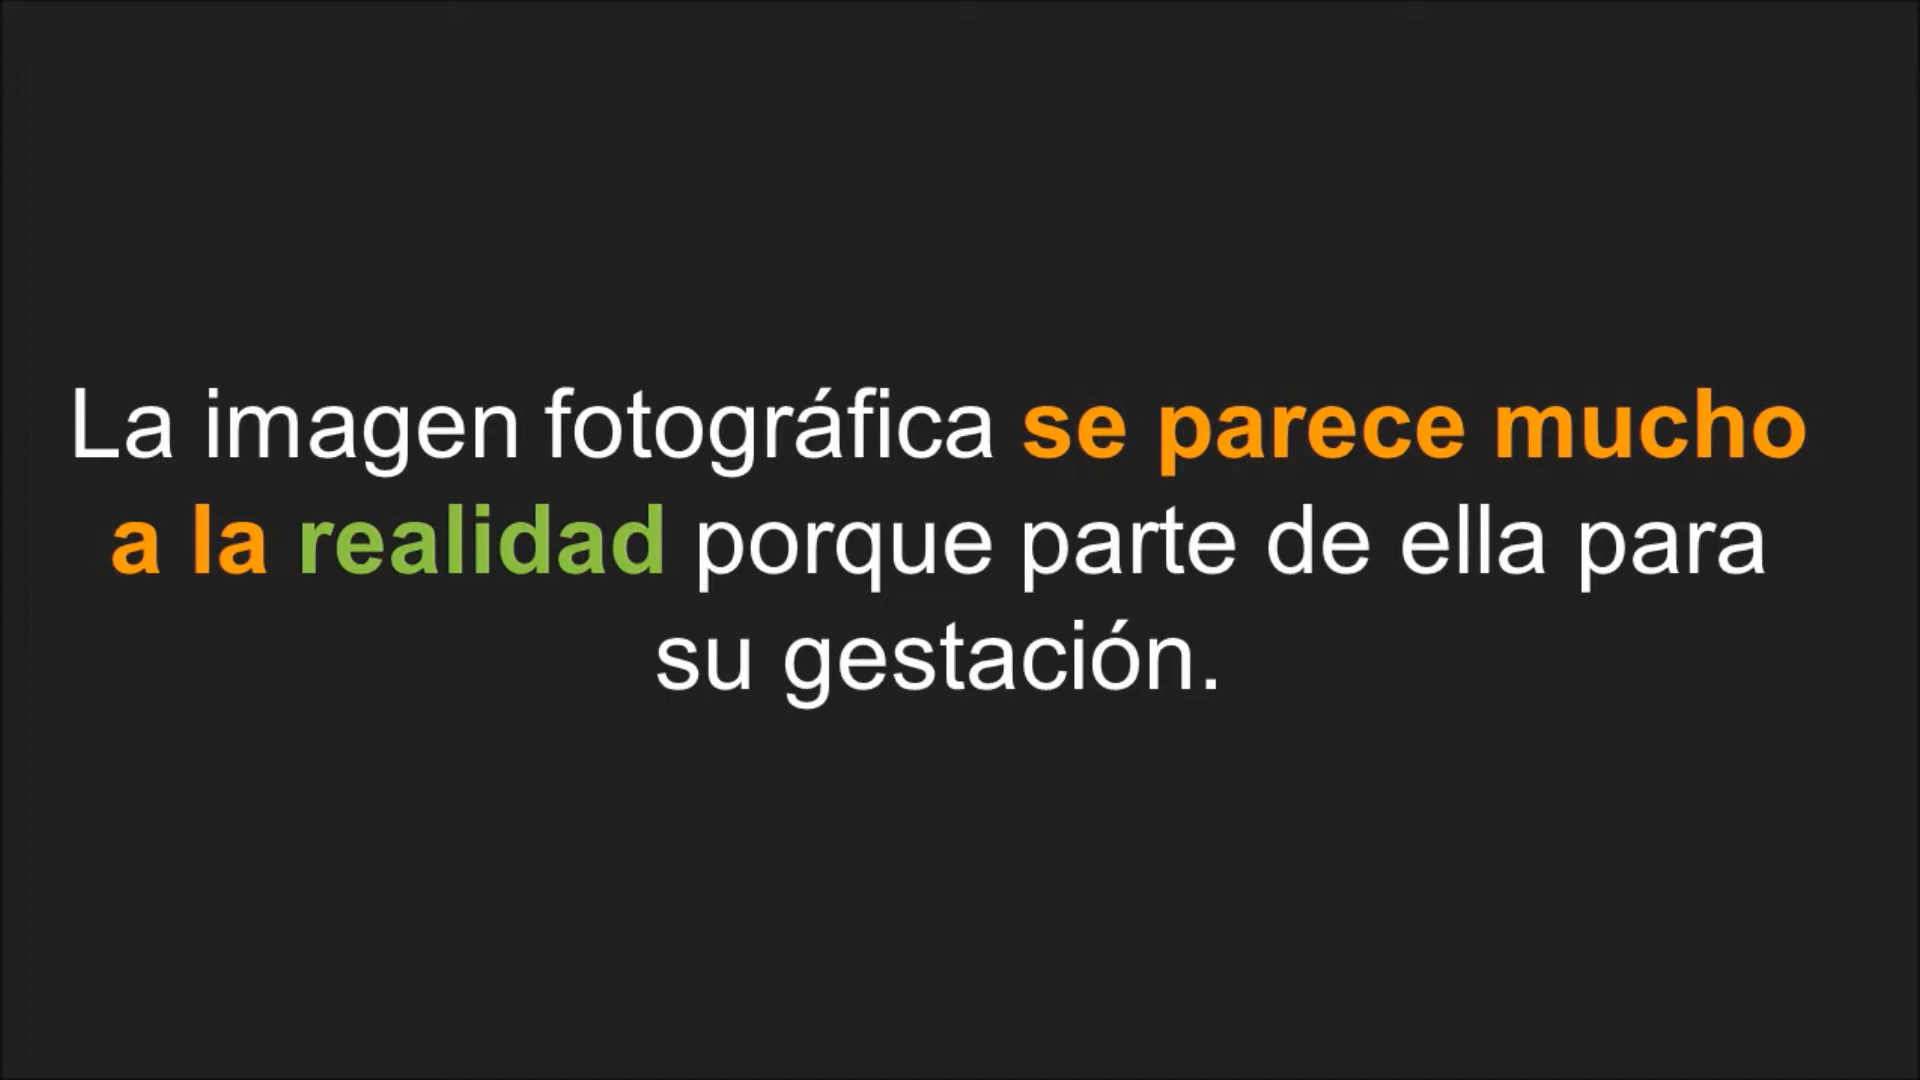 La imagen fotográfica se parece mucho
a la realidad porque parte de ella para
su gestación.